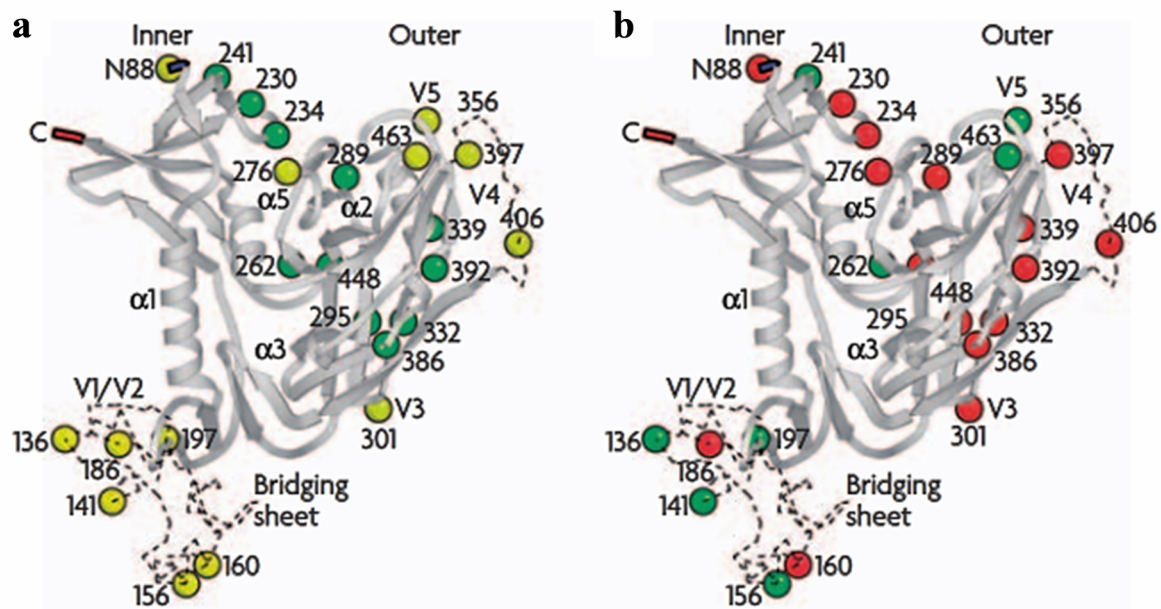 a
Inner
Outer
N88
241
230
234
V5
356
463
397
C
276
289
V4
α5
α2
339
406
262
448
392
α1
295
332
α3
386
V1/V2
V3
301
136
197
186
141
Bridging
sheet
160
156
b
Inner
Outer
N88
241
230
234
V5
356
463
397
C
276
289
V4
α5
α2
339
406
262
448
392
α1
295
332
α3
386
V1/V2
V3
301
136
197
186
141
Bridging
sheet
160
156